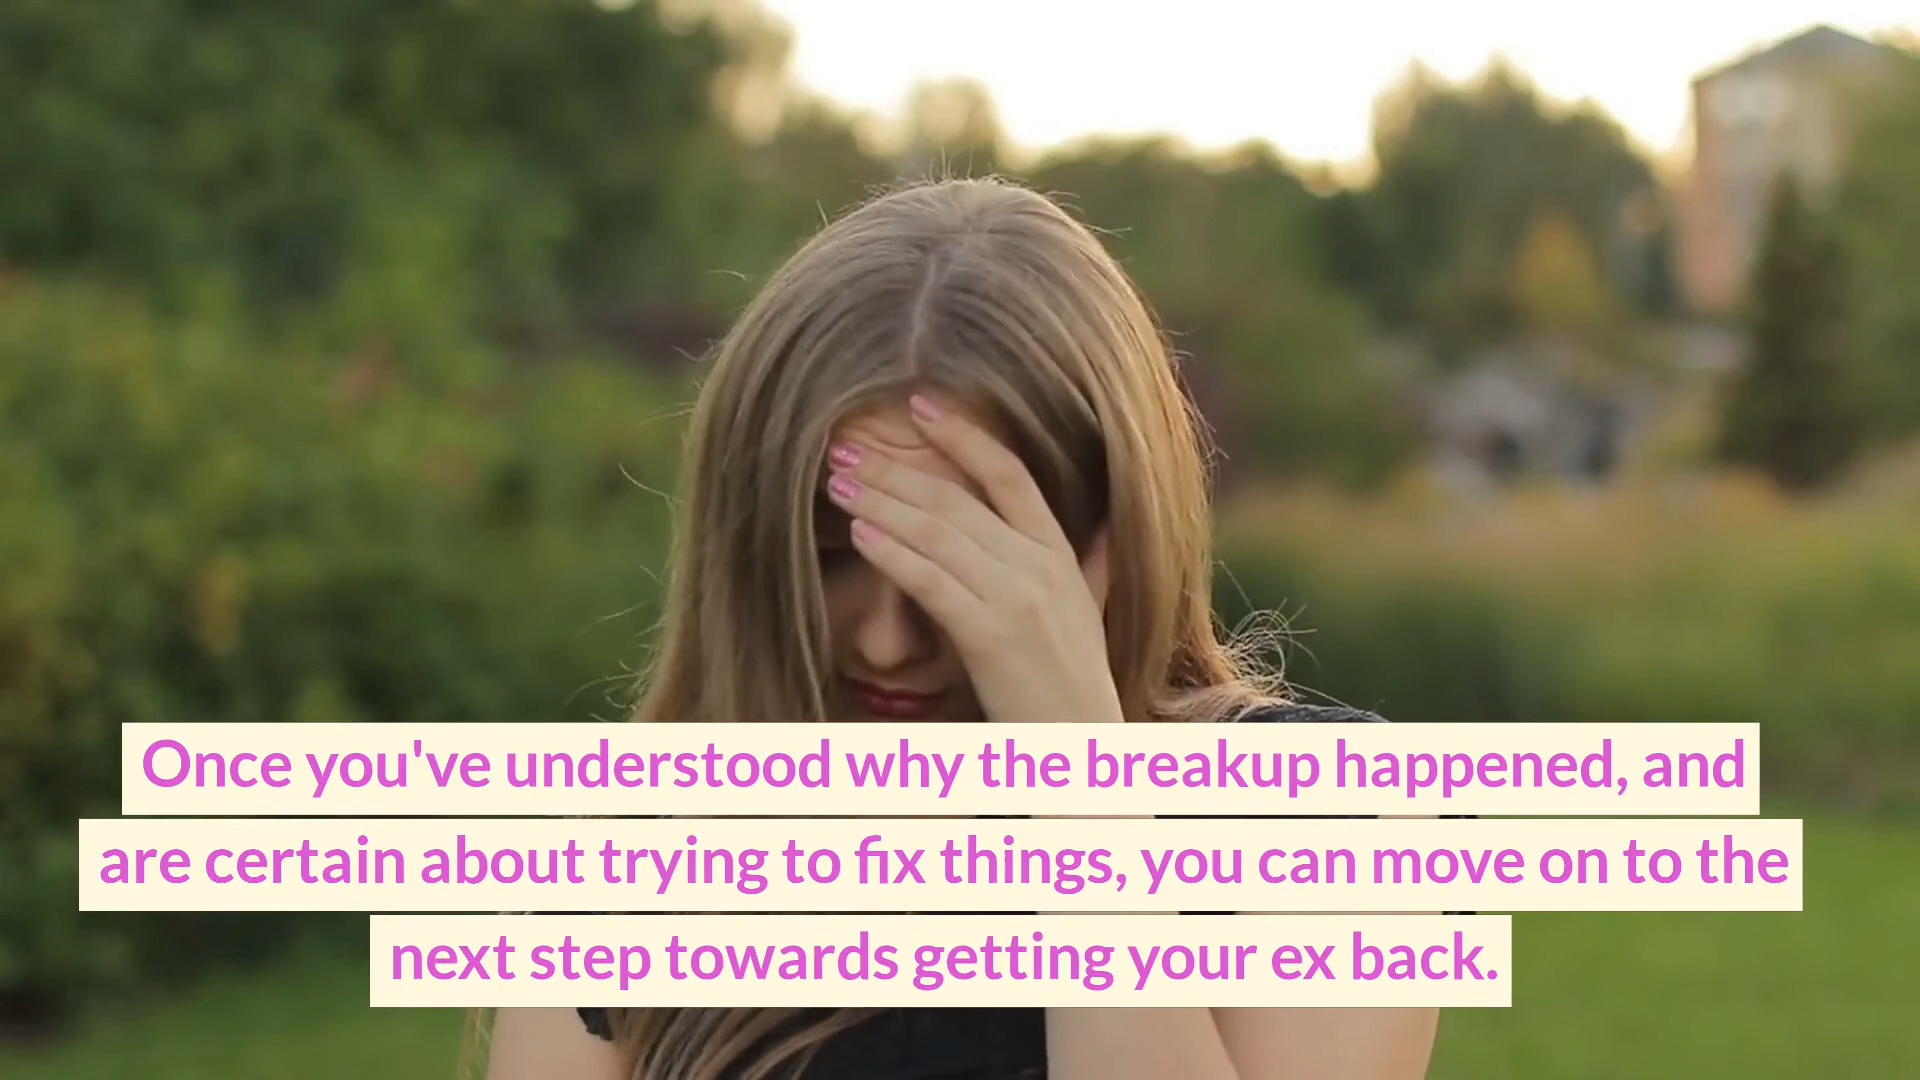 Once you've understood why the breakup happened, and
are certain about trying to fix things, you can move on to the
next step towards getting your ex back.